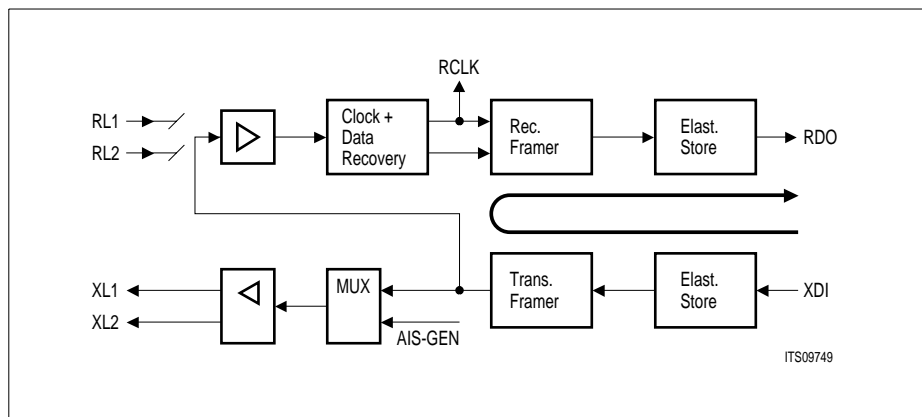 RCLK
RL1
RL2
Clock +
Data
Recovery
Rec.
Framer
Elast.
Store
RDO
XL1
XL2
MUX
AIS-GEN
Trans.
Framer
Elast.
Store
XDI
ITS09749